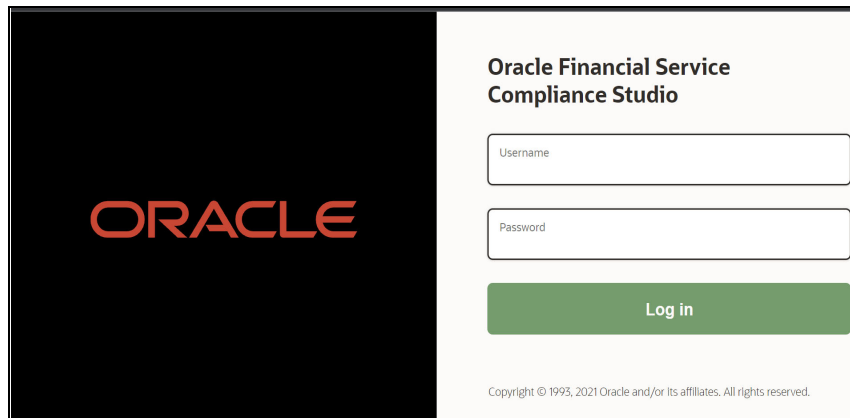 ORACLE
Oracle Financial Service
Compliance Studio
Username
Password
Log in
Copyright © 1993, 2021 Oracle and/or its affiliates. All rights reserved.